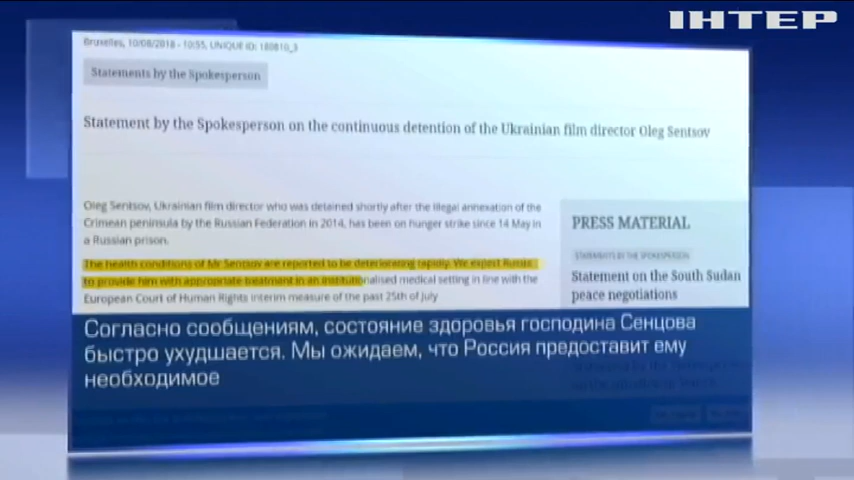 ІНТЕР
Bruxelles, 10/08/2018 - 10:55, UNIQUE ID: 180810_3
Statements by the Spokesperson
Statement by the Spokesperson on the continuous detention of the Ukrainian film director Oleg Sentsov
Oleg Sentsov, Ukrainian film director who was detained shortly after the illegal annexation of the
Crimean peninsula by the Russian Federation in 2014, has been on hunger strike since 14 May in
a Russian prison.
The health conditions of Mr Sentsov are reported to be deteriorating rapidly. We expect Russia
to provide him with appropriate treatment in an institutionalised medical setting in line with the
European Court of Human Rights interim measure of the past 25th of July
PRESS MATERIAL
STATEMENTS BY THE SPOKESPERSON
Statement on the South Sudan
peace negotiations
Согласно сообщениям, состояние здоровья господина Сенцова
быстро ухудшается. Мы ожидаем, что Россия предоставит ему
необходимое